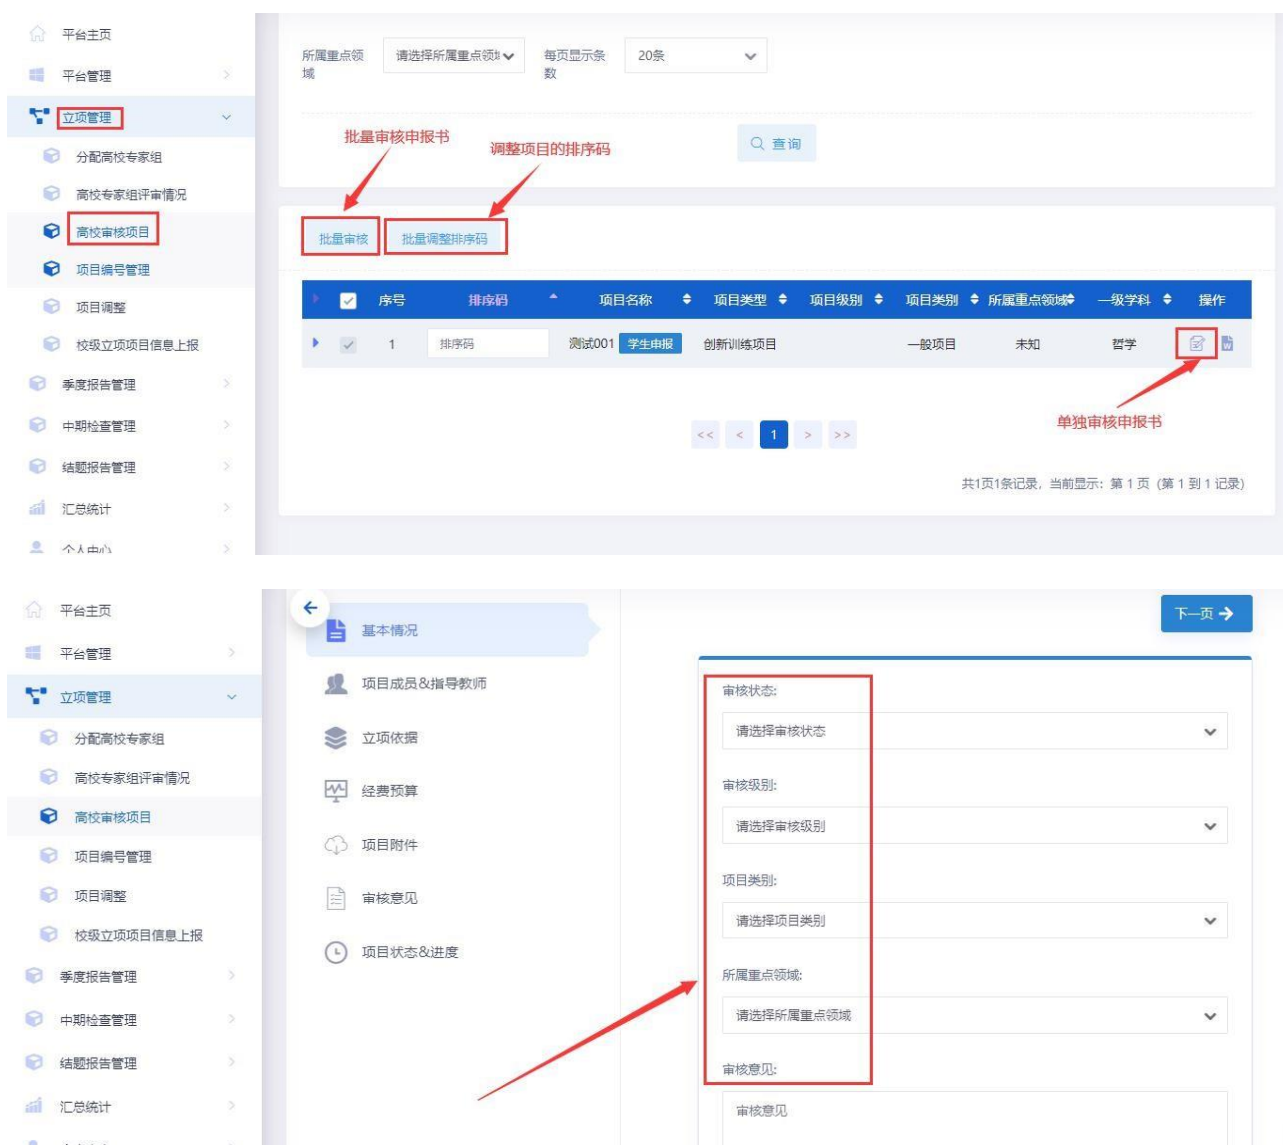 平台主页
平台管理
立项管理
分配高校专家组
高校专家组评审情况
高校审核项目
项目编号管理
项目调整
校级立项项目信息上报
季度报告管理
中期检查管理
结题报告管理
汇总统计
个人中心
所属重点领域 请选择所属重点领域 每页显示条数 20条
查询
批量审核申报书
调整项目的排序码
批量审核 批量调整排序码
序号 排序码 项目名称 项目类型 项目级别 项目类别 所属重点领域 一级学科 操作
1 排序码 测试001 学生申报 创新训练项目 一般项目 未知 哲学
单独审核申报书
<< < 1 > >>
共1页1条记录，当前显示：第 1 页 (第 1 到 1 记录)
平台主页
平台管理
立项管理
分配高校专家组
高校专家组评审情况
高校审核项目
项目编号管理
项目调整
校级立项项目信息上报
季度报告管理
中期检查管理
结题报告管理
汇总统计
基本情况
项目成员&指导教师
立项依据
经费预算
项目附件
审核意见
项目状态&进度
下一页
审核状态:
请选择审核状态
审核级别:
请选择审核级别
项目类别:
请选择项目类别
所属重点领域:
请选择所属重点领域
审核意见:
审核意见